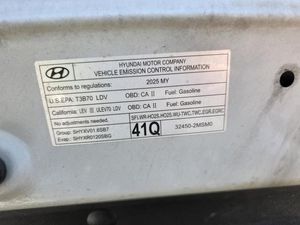 HYUNDAI MOTOR COMPANY
VEHICLE EMISSION CONTROL INFORMATION
Conforms to regulations: 2025 MY
U.S.EPA: T3B70 LDV OBD: CA II Fuel: Gasoline
California: LEV III ULEV70 LDV OBD: CA II Fuel: Gasoline
No adjustments needed. SFI,WR-HO2S,HO2S,WU-TWC,TWC,EGR,EGRC
Group: SHYXV01.6SB7 41Q 32450-2MSM0
Evap: SHYXR0120SBG